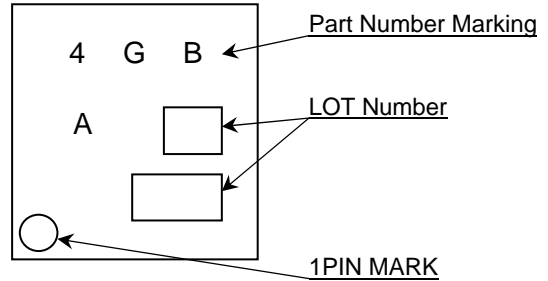 4 G B
Part Number Marking
A
LOT Number
1PIN MARK